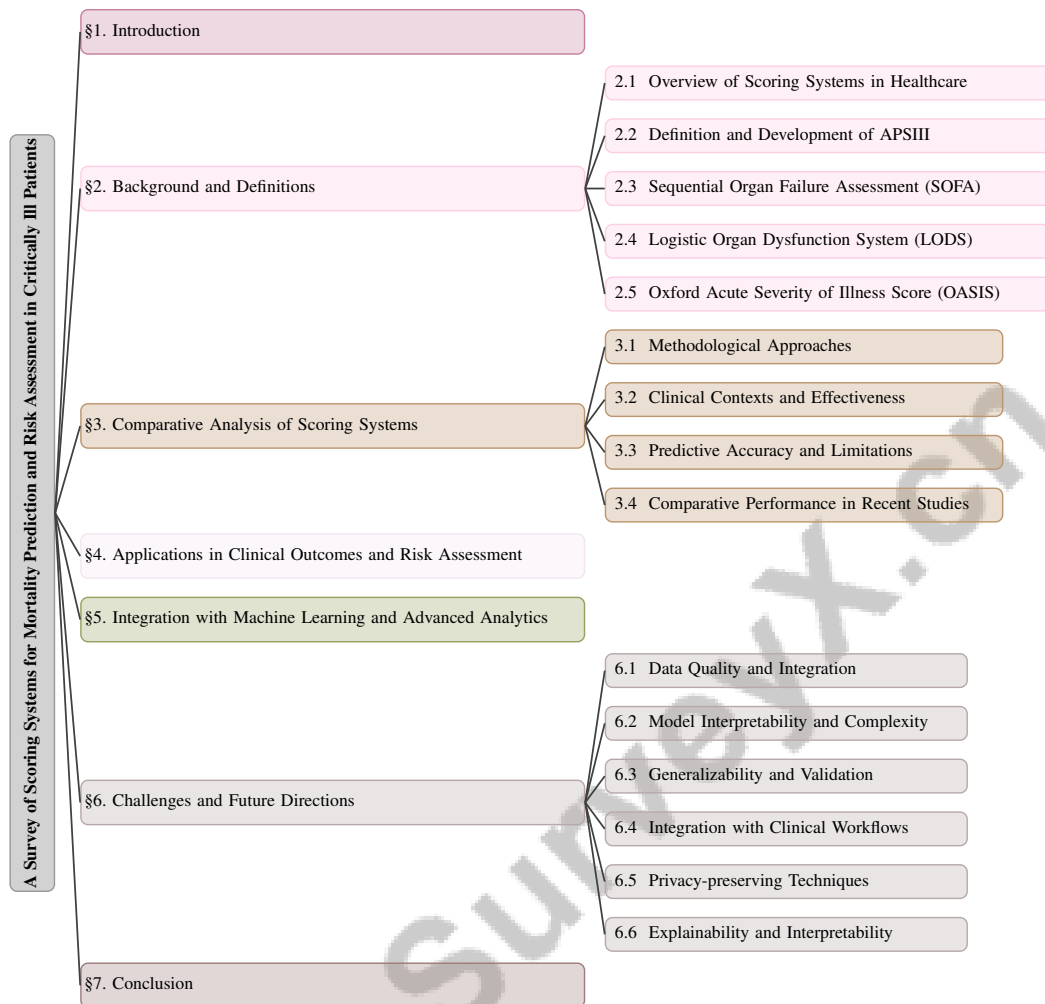 A Survey of Scoring Systems for Mortality Prediction and Risk Assessment in Critically Ill Patients
§1. Introduction
§2. Background and Definitions
2.1 Overview of Scoring Systems in Healthcare
2.2 Definition and Development of APSIII
2.3 Sequential Organ Failure Assessment (SOFA)
2.4 Logistic Organ Dysfunction System (LODS)
2.5 Oxford Acute Severity of Illness Score (OASIS)
§3. Comparative Analysis of Scoring Systems
3.1 Methodological Approaches
3.2 Clinical Contexts and Effectiveness
3.3 Predictive Accuracy and Limitations
3.4 Comparative Performance in Recent Studies
§4. Applications in Clinical Outcomes and Risk Assessment
§5. Integration with Machine Learning and Advanced Analytics
§6. Challenges and Future Directions
6.1 Data Quality and Integration
6.2 Model Interpretability and Complexity
6.3 Generalizability and Validation
6.4 Integration with Clinical Workflows
6.5 Privacy-preserving Techniques
6.6 Explainability and Interpretability
§7. Conclusion
SurveyX.cn